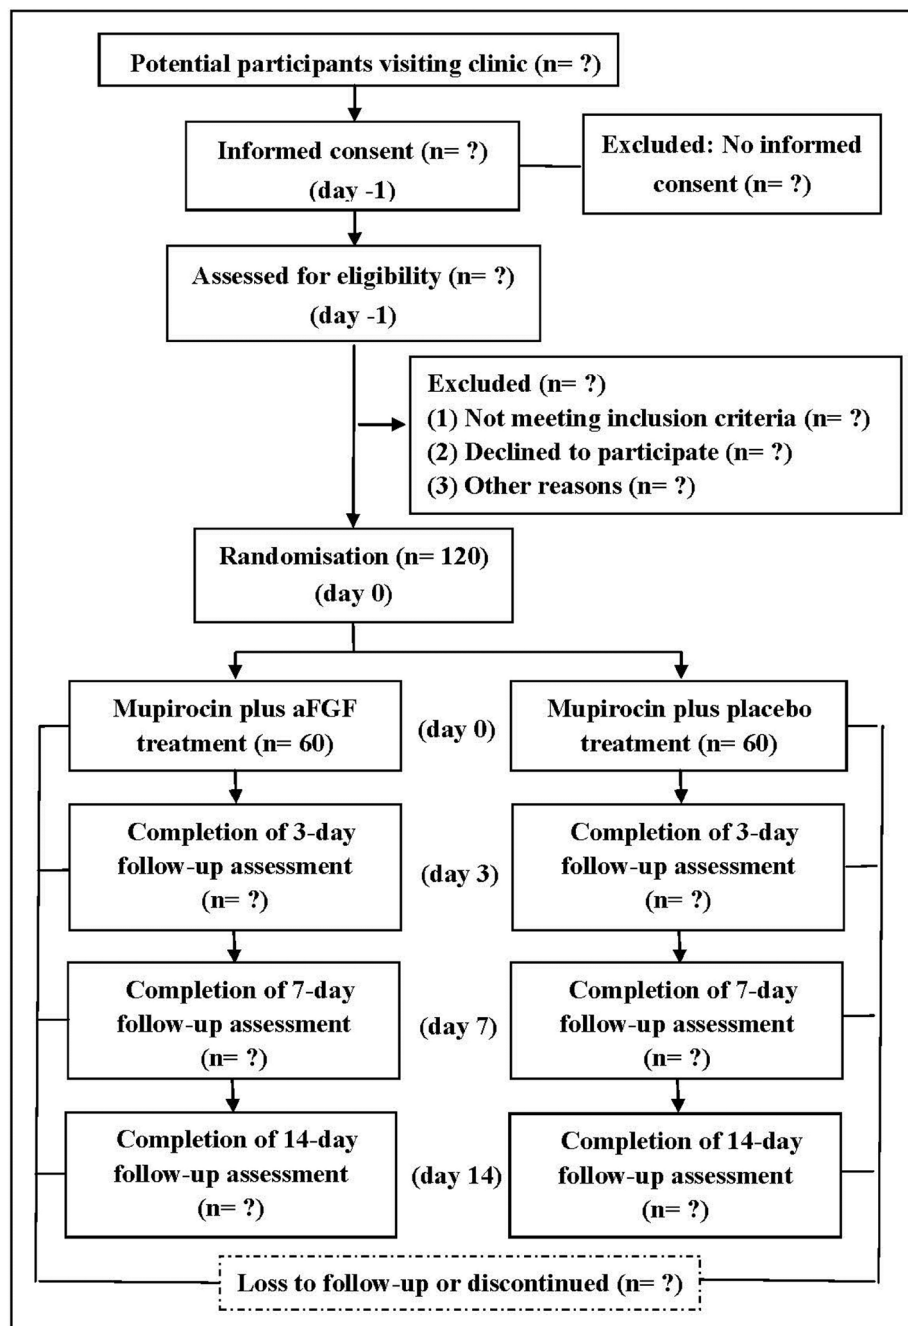 Potential participants visiting clinic (n= ?)
Informed consent (n= ?)
(day -1)
Excluded: No informed
consent (n= ?)
Assessed for eligibility (n= ?)
(day -1)
Excluded (n= ?)
(1) Not meeting inclusion criteria (n= ?)
(2) Declined to participate (n= ?)
(3) Other reasons (n= ?)
Randomisation (n= 120)
(day 0)
Mupirocin plus aFGF
treatment (n= 60)
(day 0)
Mupirocin plus placebo
treatment (n= 60)
Completion of 3-day
follow-up assessment
(n= ?)
(day 3)
Completion of 3-day
follow-up assessment
(n= ?)
Completion of 7-day
follow-up assessment
(n= ?)
(day 7)
Completion of 7-day
follow-up assessment
(n= ?)
Completion of 14-day
follow-up assessment
(n= ?)
(day 14)
Completion of 14-day
follow-up assessment
(n= ?)
Loss to follow-up or discontinued (n= ?)